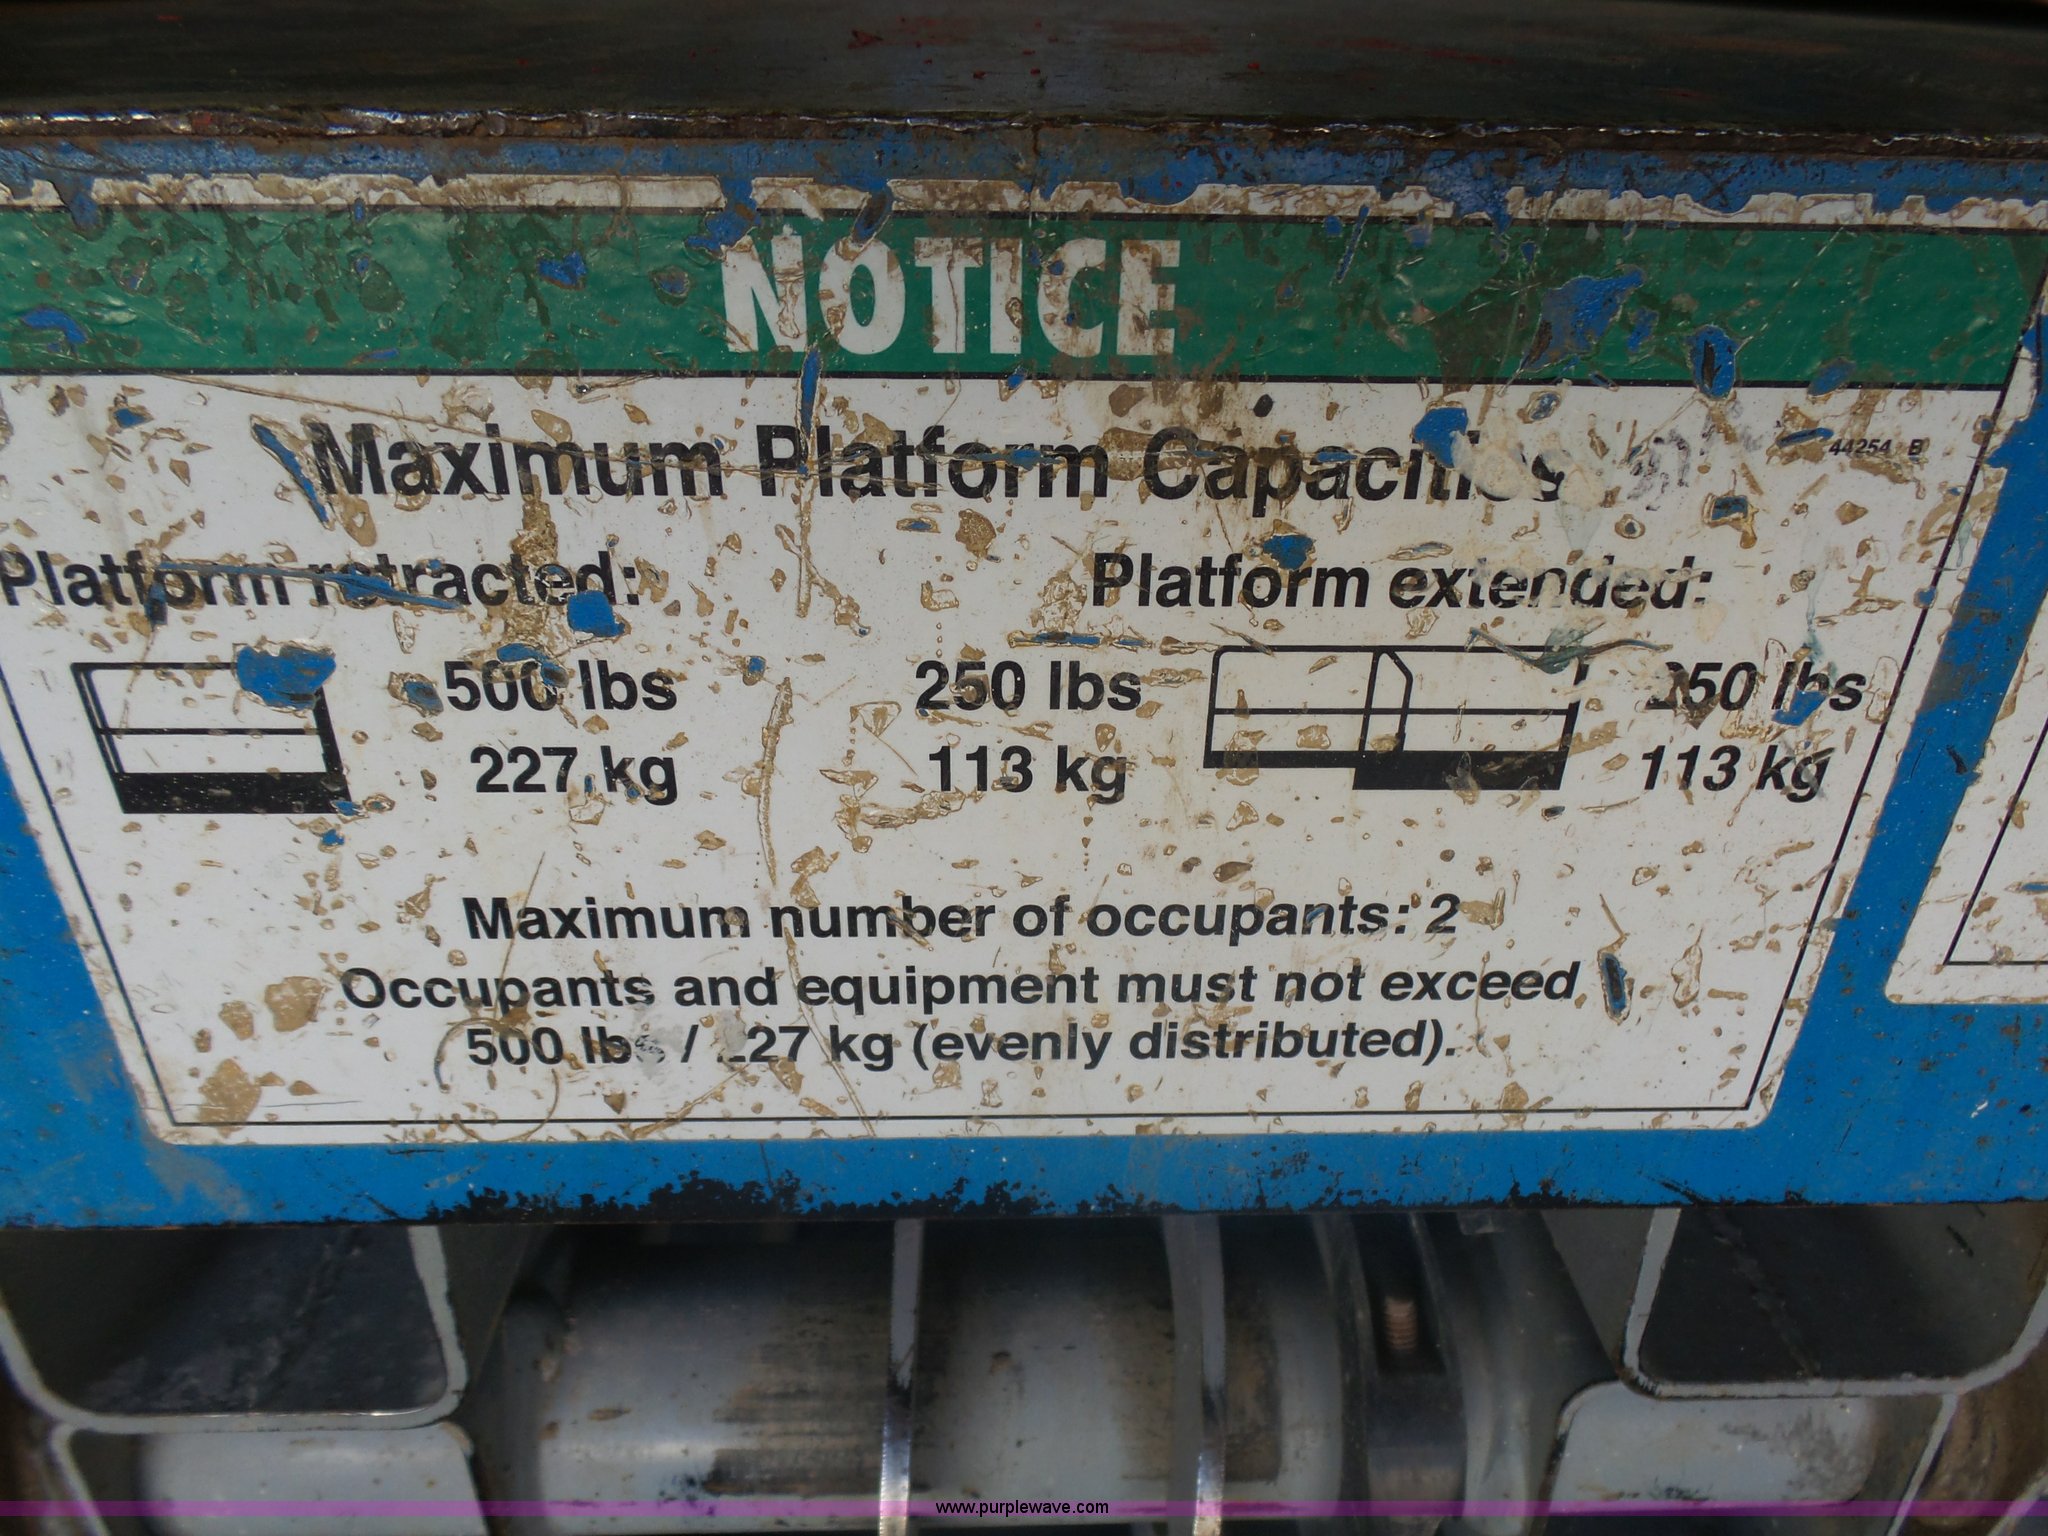 NOTICE
44254 B
Maximum Platform Capacities
Platform retracted:
500 lbs
227 kg
Platform extended:
250 lbs
113 kg
250 lbs
113 kg
Maximum number of occupants: 2
Occupants and equipment must not exceed
500 lbs / 227 kg (evenly distributed).
www.purplewave.com